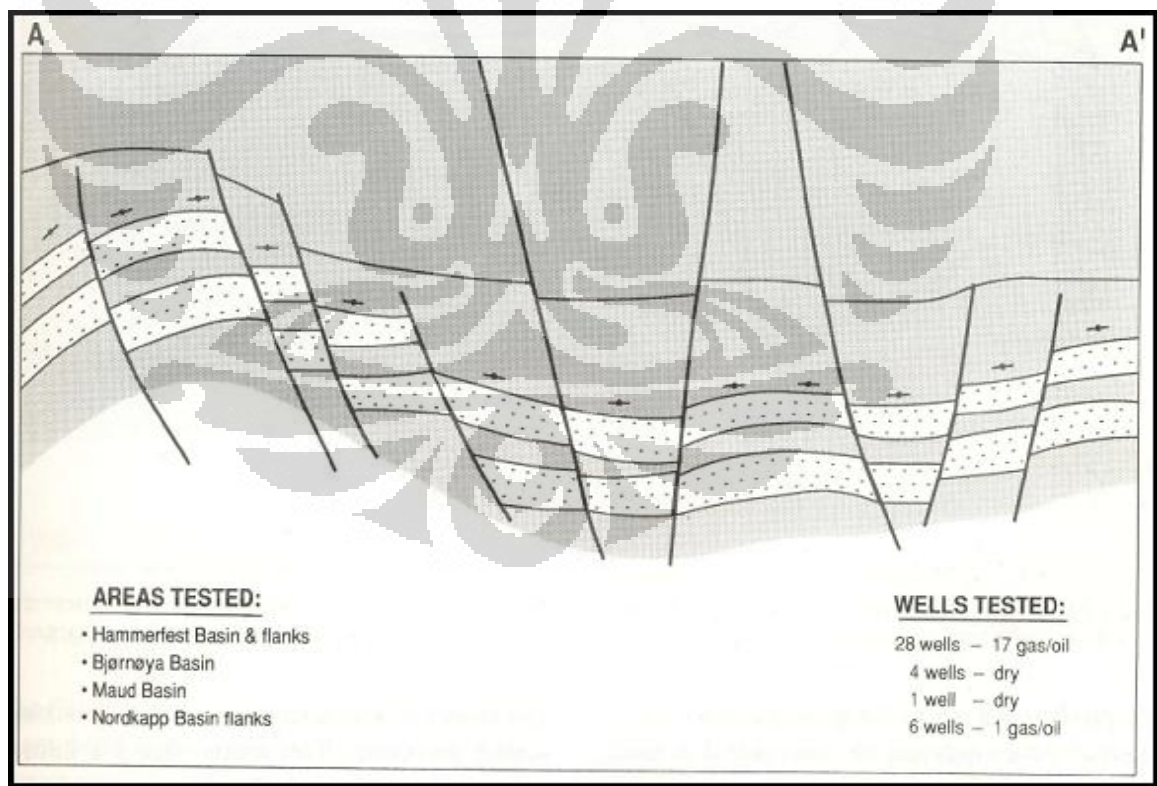 A
A'
AREAS TESTED:
• Hammerfest Basin & flanks
• Bjørnøya Basin
• Maud Basin
• Nordkapp Basin flanks
WELLS TESTED:
28 wells – 17 gas/oil
4 wells – dry
1 well – dry
6 wells – 1 gas/oil